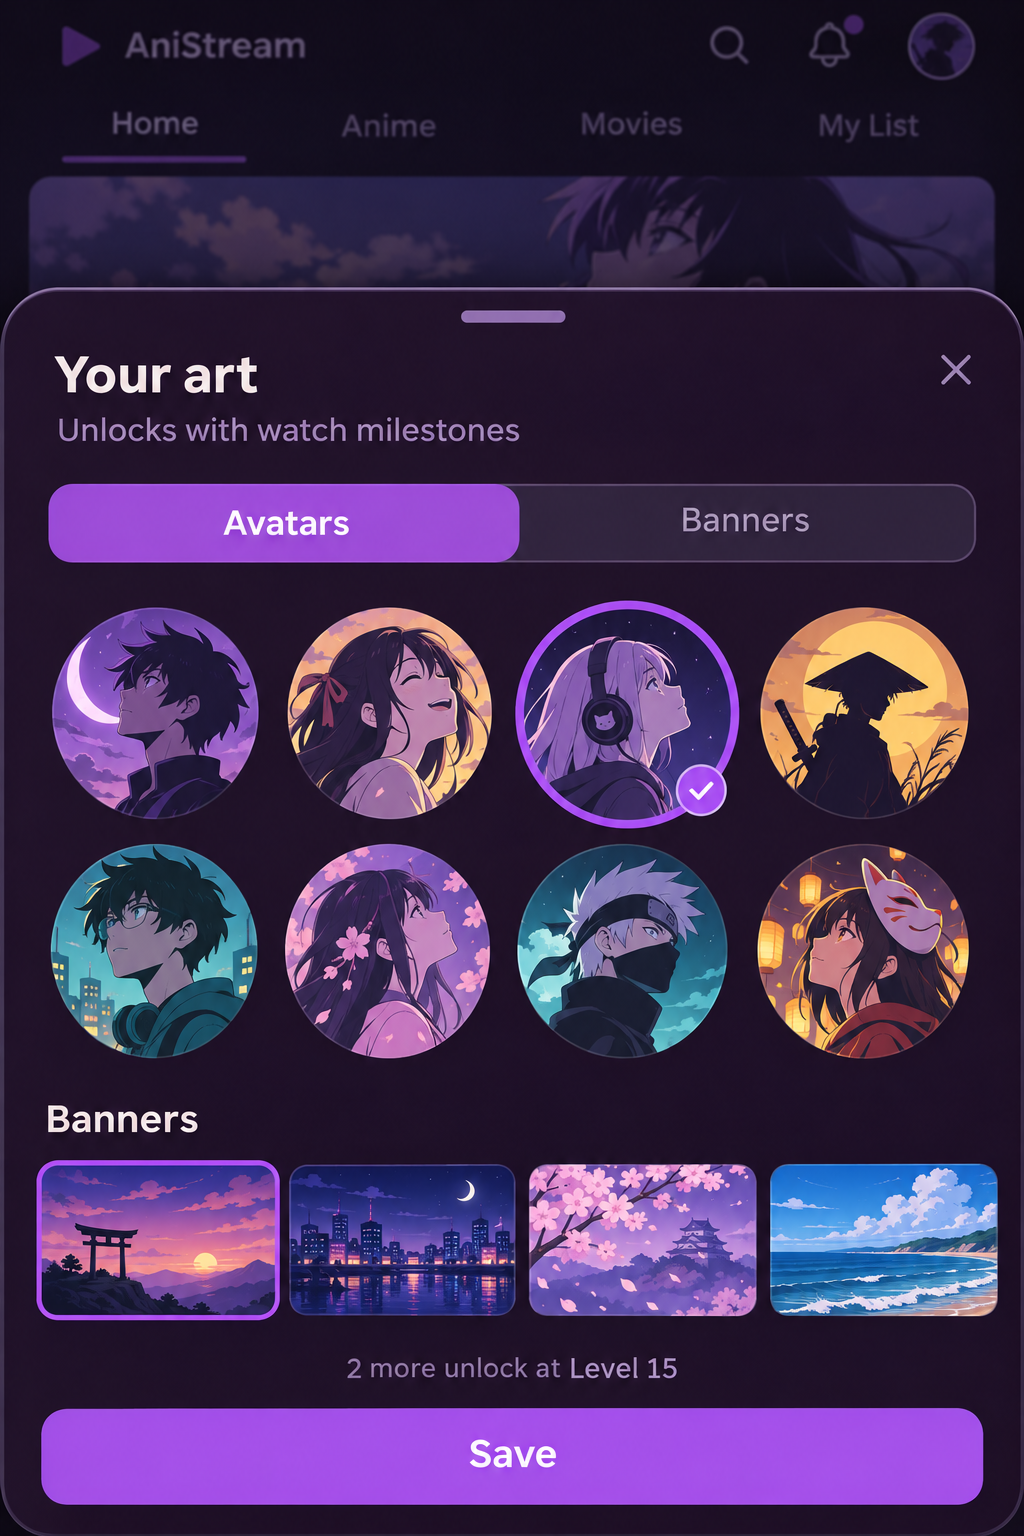 AniStream
Home
Anime
Movies
My List
Your art
Unlocks with watch milestones
Avatars
Banners
Banners
2 more unlock at Level 15
Save